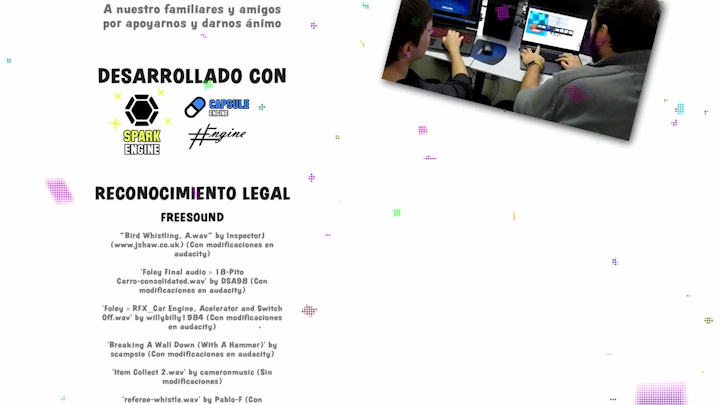 A nuestro familiares y amigos
por apoyarnos y darnos ánimo
DESARROLLADO CON
SPARK
ENGINE
CAPSULE
ENGINE
#Engine
RECONOCIMIENTO LEGAL
FREESOUND
"Bird Whistling, A.wav" by InspectorJ
(www.jshaw.co.uk) (Con modificaciones en
audacity)
'Foley Final audio » 18-Pito
Carro-consolidated.wav' by DSA98 (Con
modificaciones en audacity)
'Foley » RFX_Car Engine, Acelerator and Switch
Off.wav' by willybilly1984 (Con modificaciones
en audacity)
'Breaking A Wall Down (With A Hammer)' by
scampsie (Con modificaciones en audacity)
'Item Collect 2.wav' by cameronmusic (Sin
modificaciones)
'referee-whistle.wav' by Pablo-F (Con